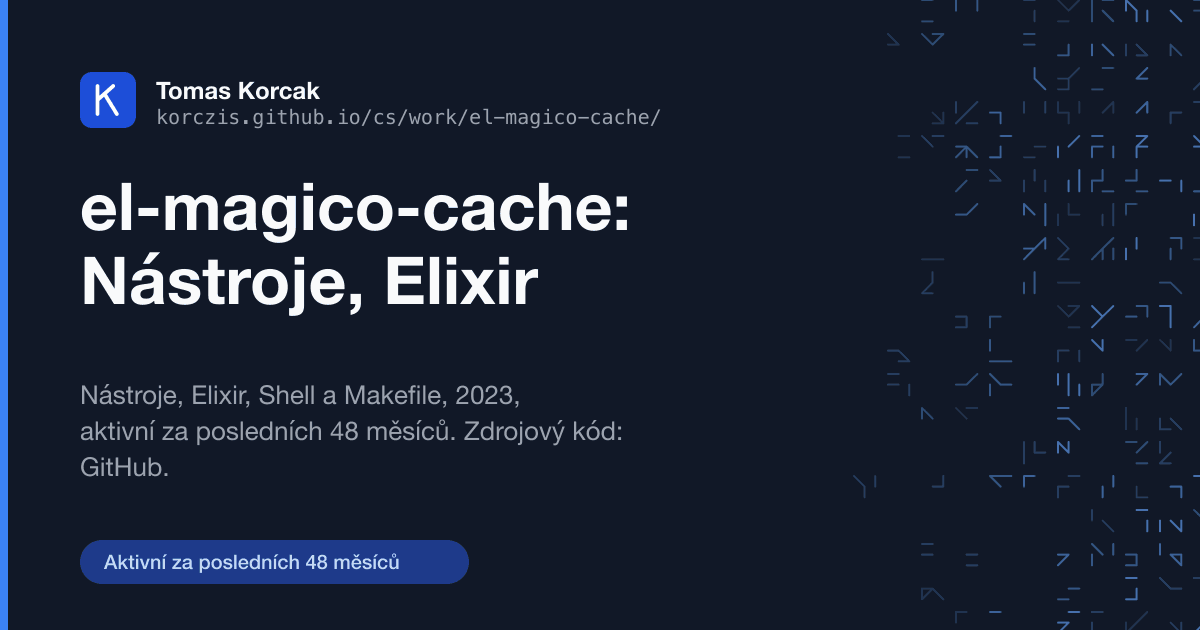 K
Tomas Korcak
korczis.github.io/cs/work/el-magico-cache/
el-magico-cache:
Nástroje, Elixir
Nástroje, Elixir, Shell a Makefile, 2023,
aktivní za posledních 48 měsíců. Zdrojový kód:
GitHub.
Aktivní za posledních 48 měsíců